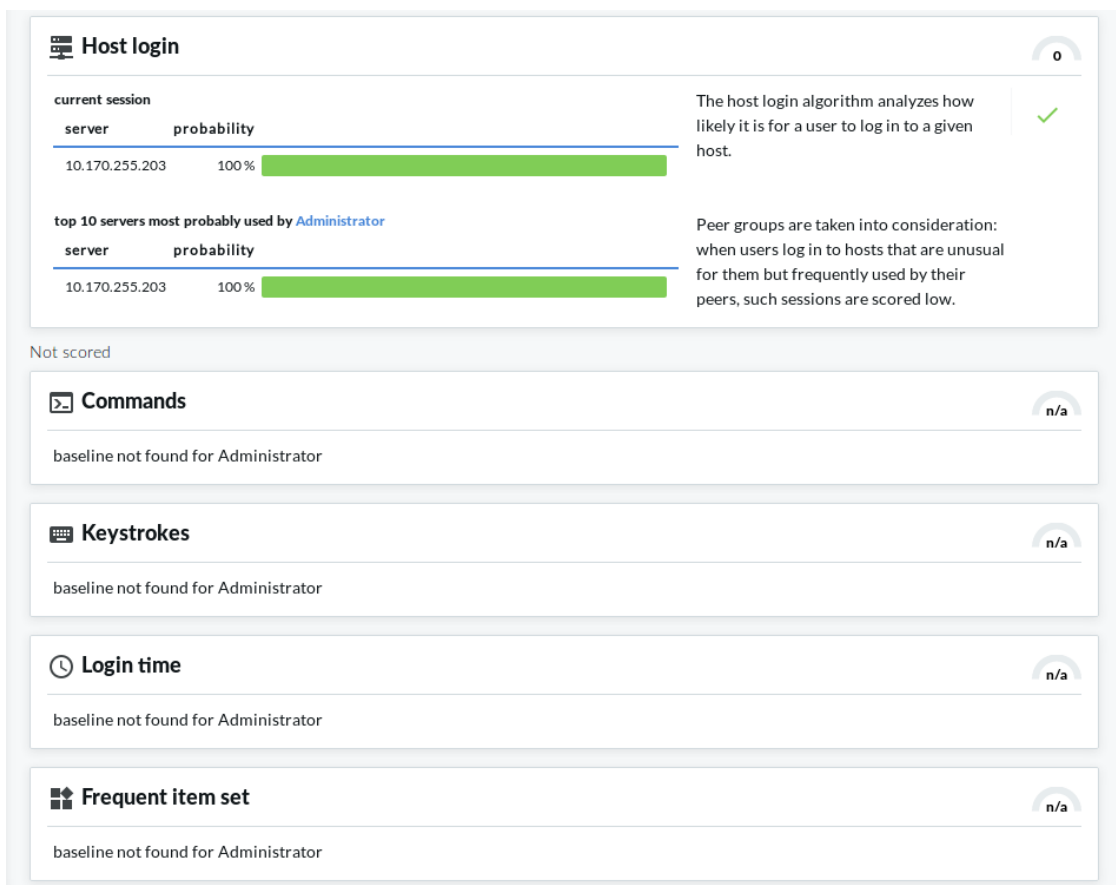 Host login
0
current session
server probability
10.170.255.203 100 %
The host login algorithm analyzes how
likely it is for a user to log in to a given
host.
top 10 servers most probably used by Administrator
server probability
10.170.255.203 100 %
Peer groups are taken into consideration:
when users log in to hosts that are unusual
for them but frequently used by their
peers, such sessions are scored low.
Not scored
Commands
n/a
baseline not found for Administrator
Keystrokes
n/a
baseline not found for Administrator
Login time
n/a
baseline not found for Administrator
Frequent item set
n/a
baseline not found for Administrator